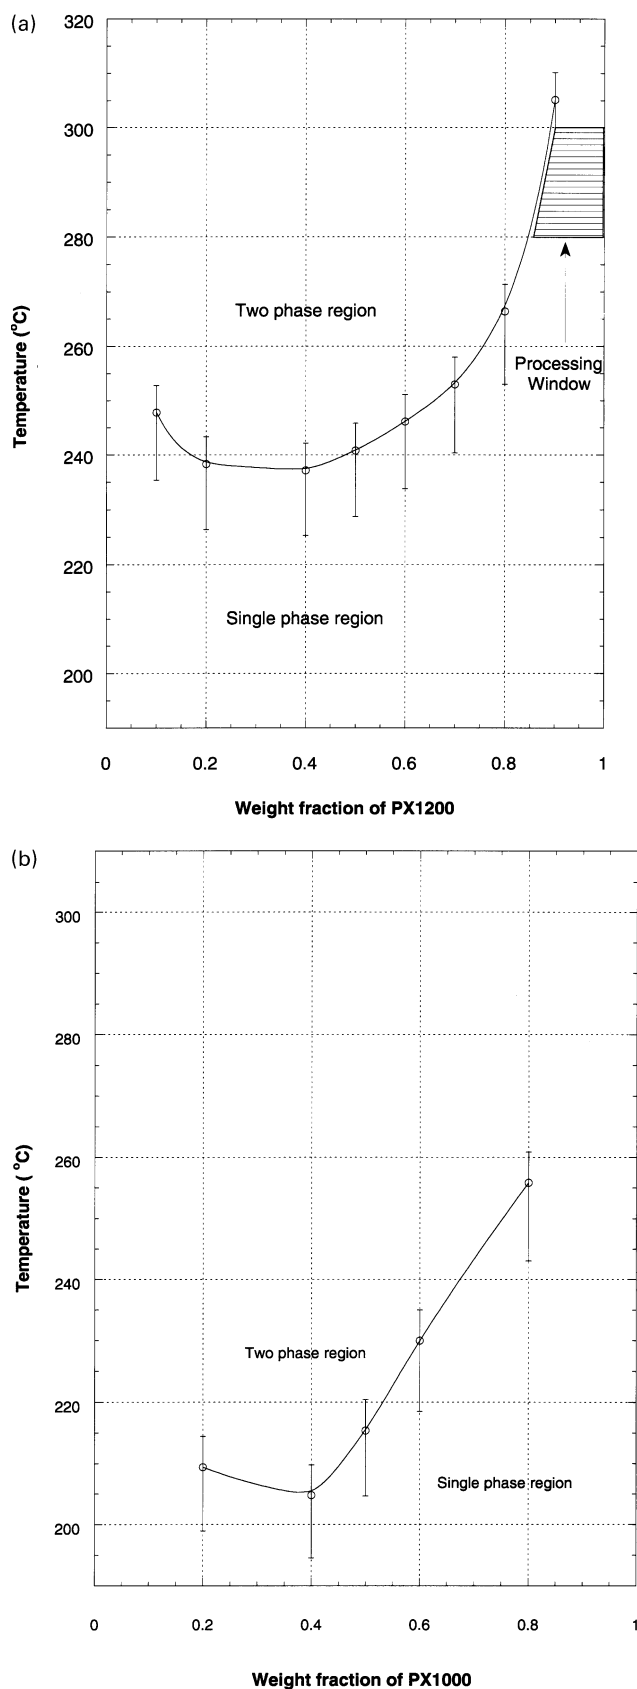 (a)
320
300
280
260
240
220
200
Temperature (°C)
Two phase region
Processing
Window
Single phase region
0 0.2 0.4 0.6 0.8 1
Weight fraction of PX1200
(b)
300
280
260
240
220
200
Temperature ( °C)
Two phase region
Single phase region
0 0.2 0.4 0.6 0.8 1
Weight fraction of PX1000